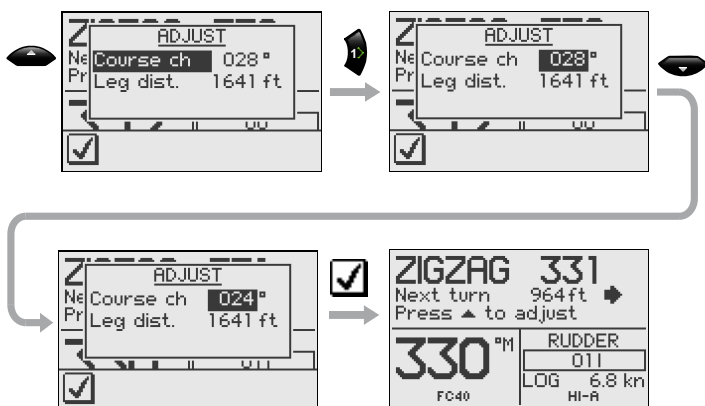 ADJUST
Course ch 028°
Leg dist. 1641 ft
1>
ADJUST
Course ch 028°
Leg dist. 1641 ft
ADJUST
Course ch 024°
Leg dist. 1641 ft
ZIGZAG 331
Next turn 964ft
Press ▲ to adjust
330 °M
FC40
RUDDER
01
LOG 6.8 kn
HI-A